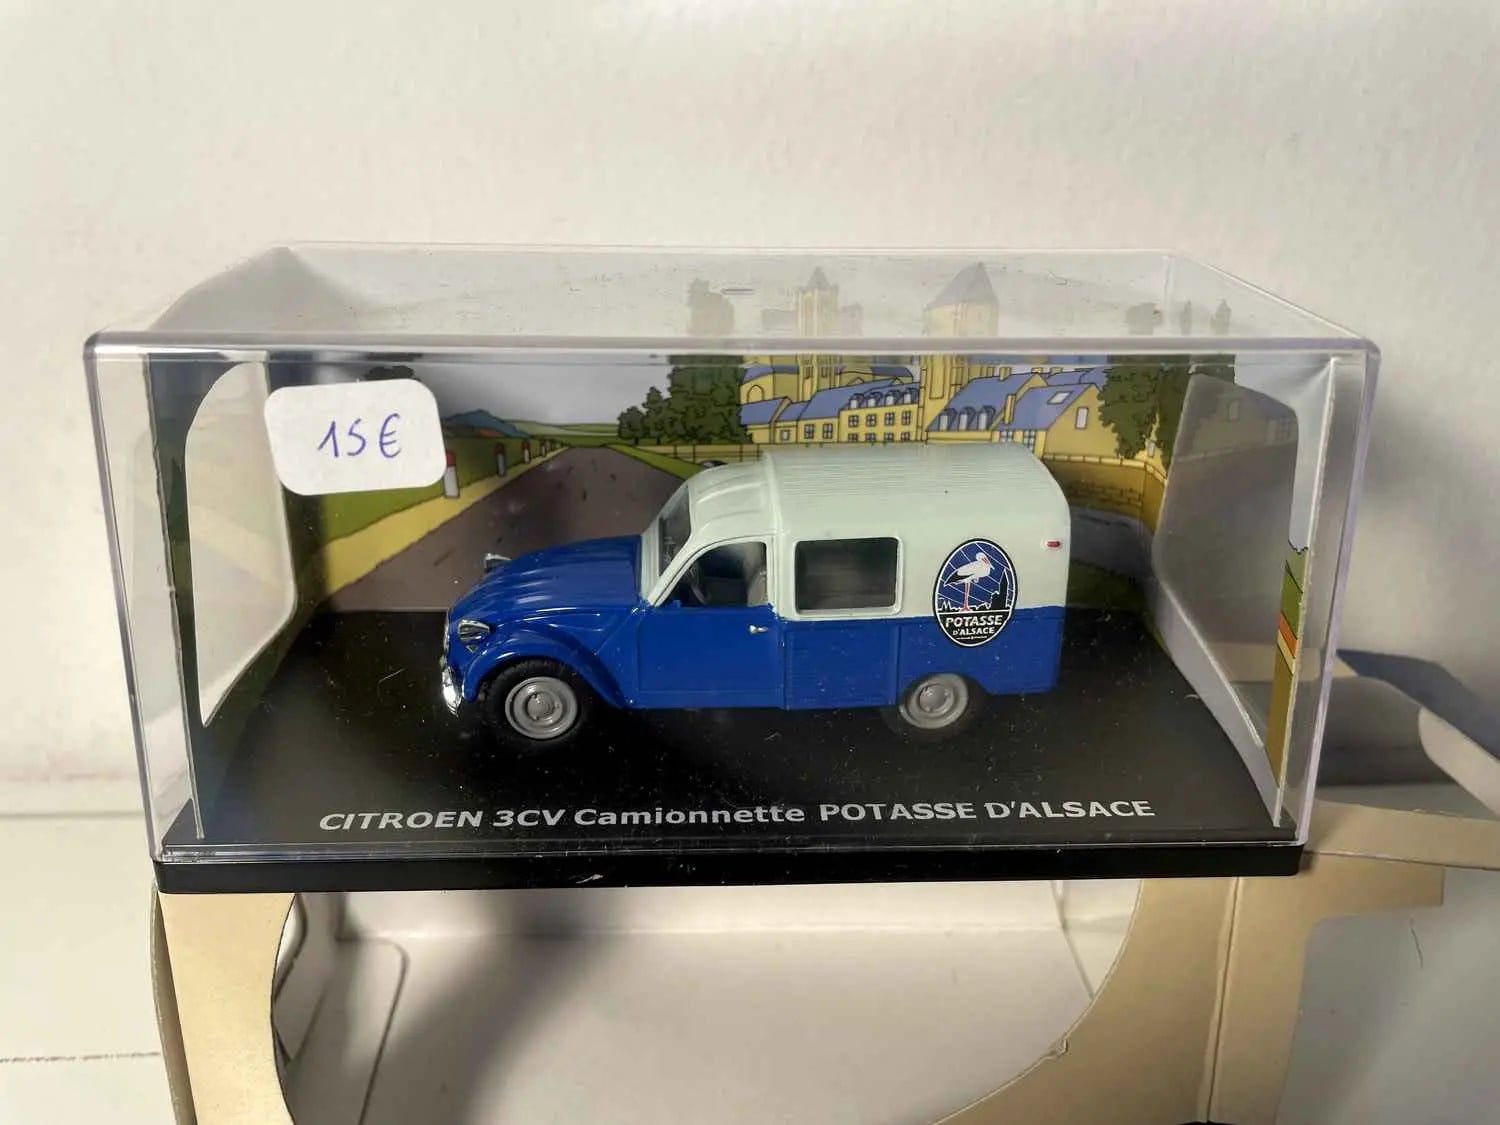 15€
POTASSE
D'ALSACE
CITROEN 3CV Camionnette POTASSE D'ALSACE